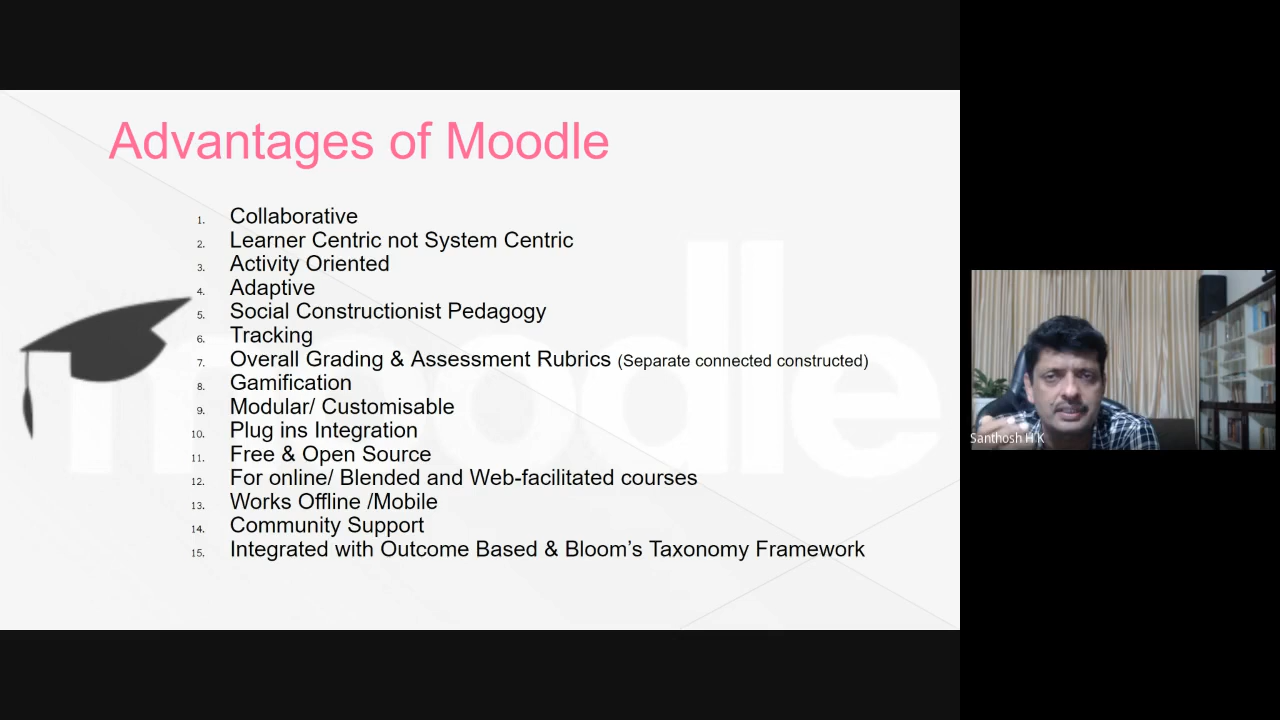 Advantages of Moodle
1. Collaborative
2. Learner Centric not System Centric
3. Activity Oriented
4. Adaptive
5. Social Constructionist Pedagogy
6. Tracking
7. Overall Grading & Assessment Rubrics (Separate connected constructed)
8. Gamification
9. Modular/ Customisable
10. Plug ins Integration
11. Free & Open Source
12. For online/ Blended and Web-facilitated courses
13. Works Offline /Mobile
14. Community Support
15. Integrated with Outcome Based & Bloom’s Taxonomy Framework
moodle
Santhosh H K